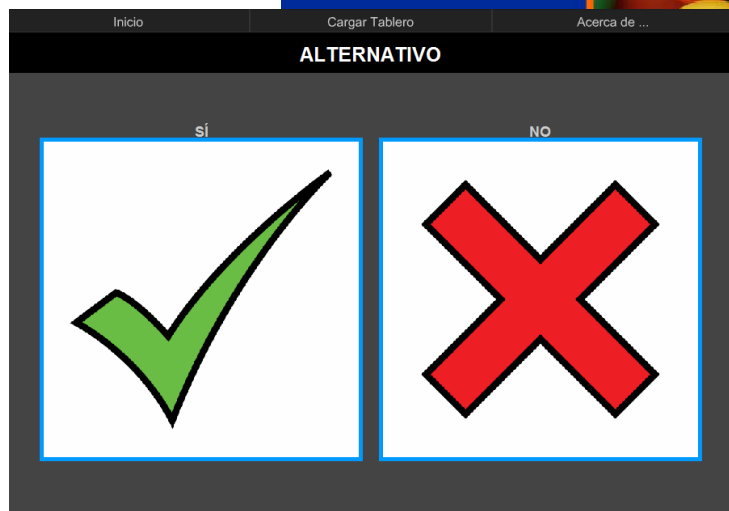 Inicio Cargar Tablero Acerca de ...
ALTERNATIVO
SÍ NO